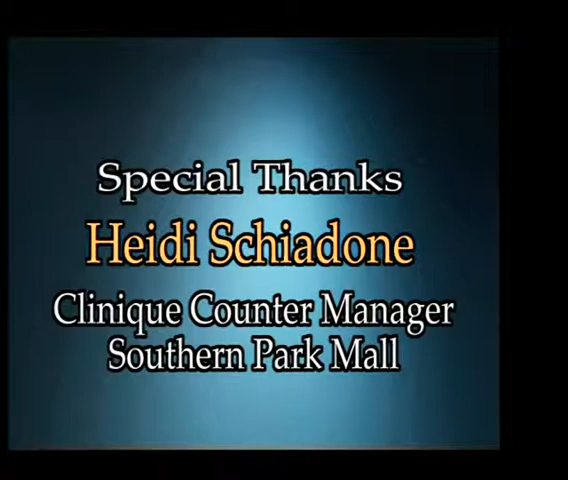 Special Thanks
Heidi Schiadone
Clinique Counter Manager
Southern Park Mall